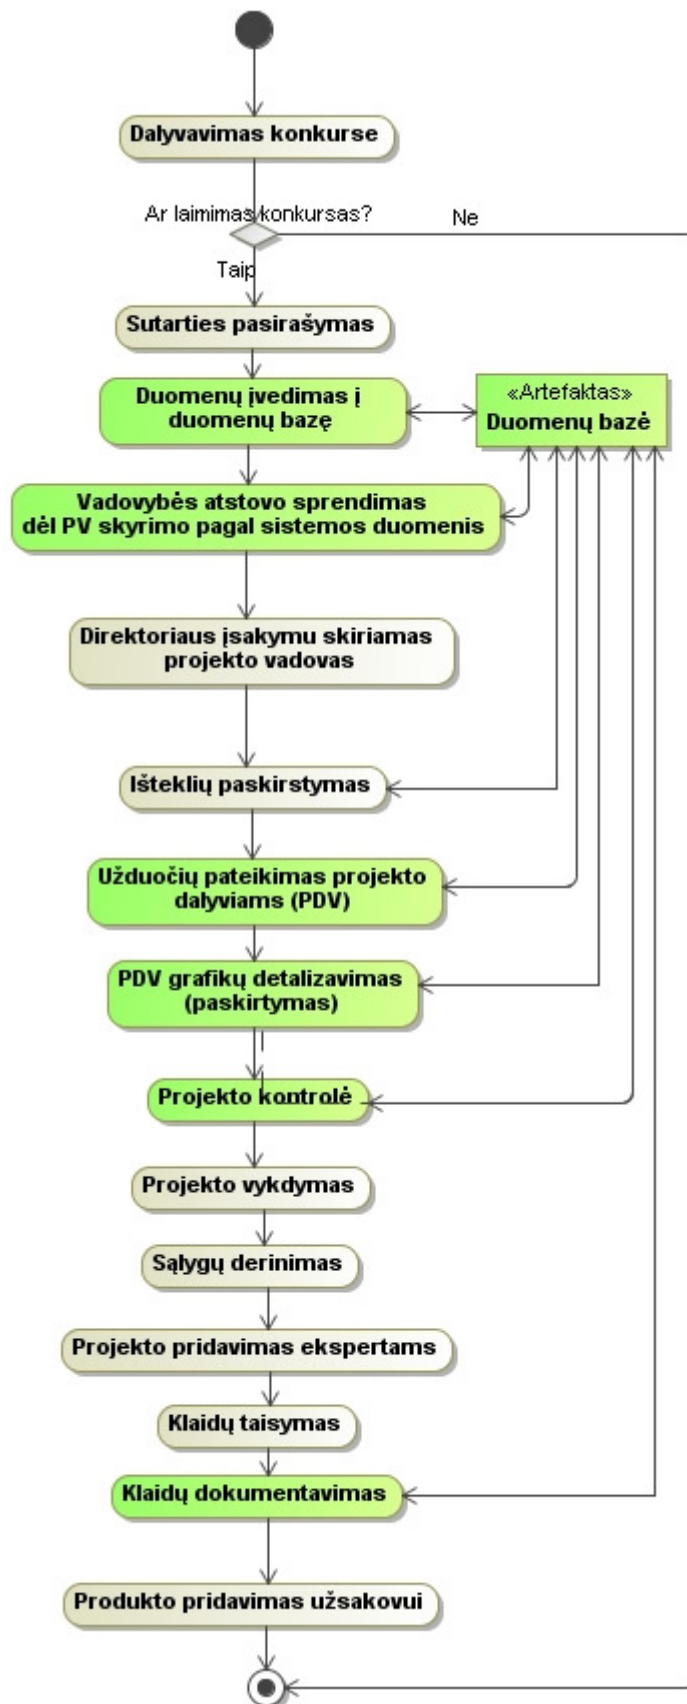 Dalyvavimas konkurse
Ar laimimas konkursas?
Ne
Taip
Sutarties pasirašymas
Duomenų įvedimas į
duomenų bazę
«Artefaktas»
Duomenų bazė
Vadovybės atstovo sprendimas
dėl PV skyrimo pagal sistemos duomenis
Direktoriaus įsakymu skiriamas
projekto vadovas
Išteklių paskirstymas
Užduočių pateikimas projekto
dalyviams (PDV)
PDV grafikų detalizavimas
(paskirtymas)
Projekto kontrolė
Projekto vykdymas
Sąlygų derinimas
Projekto pridavimas ekspertams
Klaidų taisymas
Klaidų dokumentavimas
Produkto pridavimas užsakovui